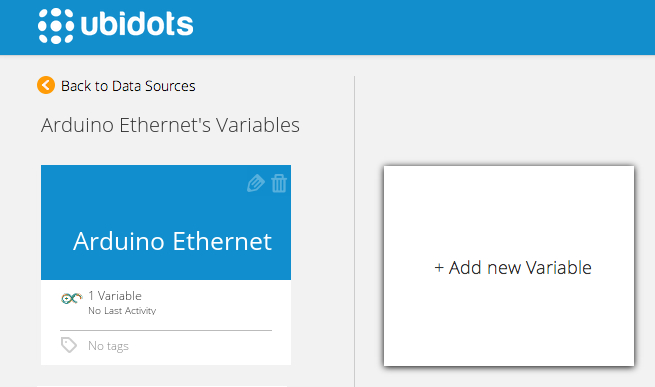 ubidots
Back to Data Sources
Arduino Ethernet's Variables
Arduino Ethernet
1 Variable
No Last Activity
No tags
+ Add new Variable